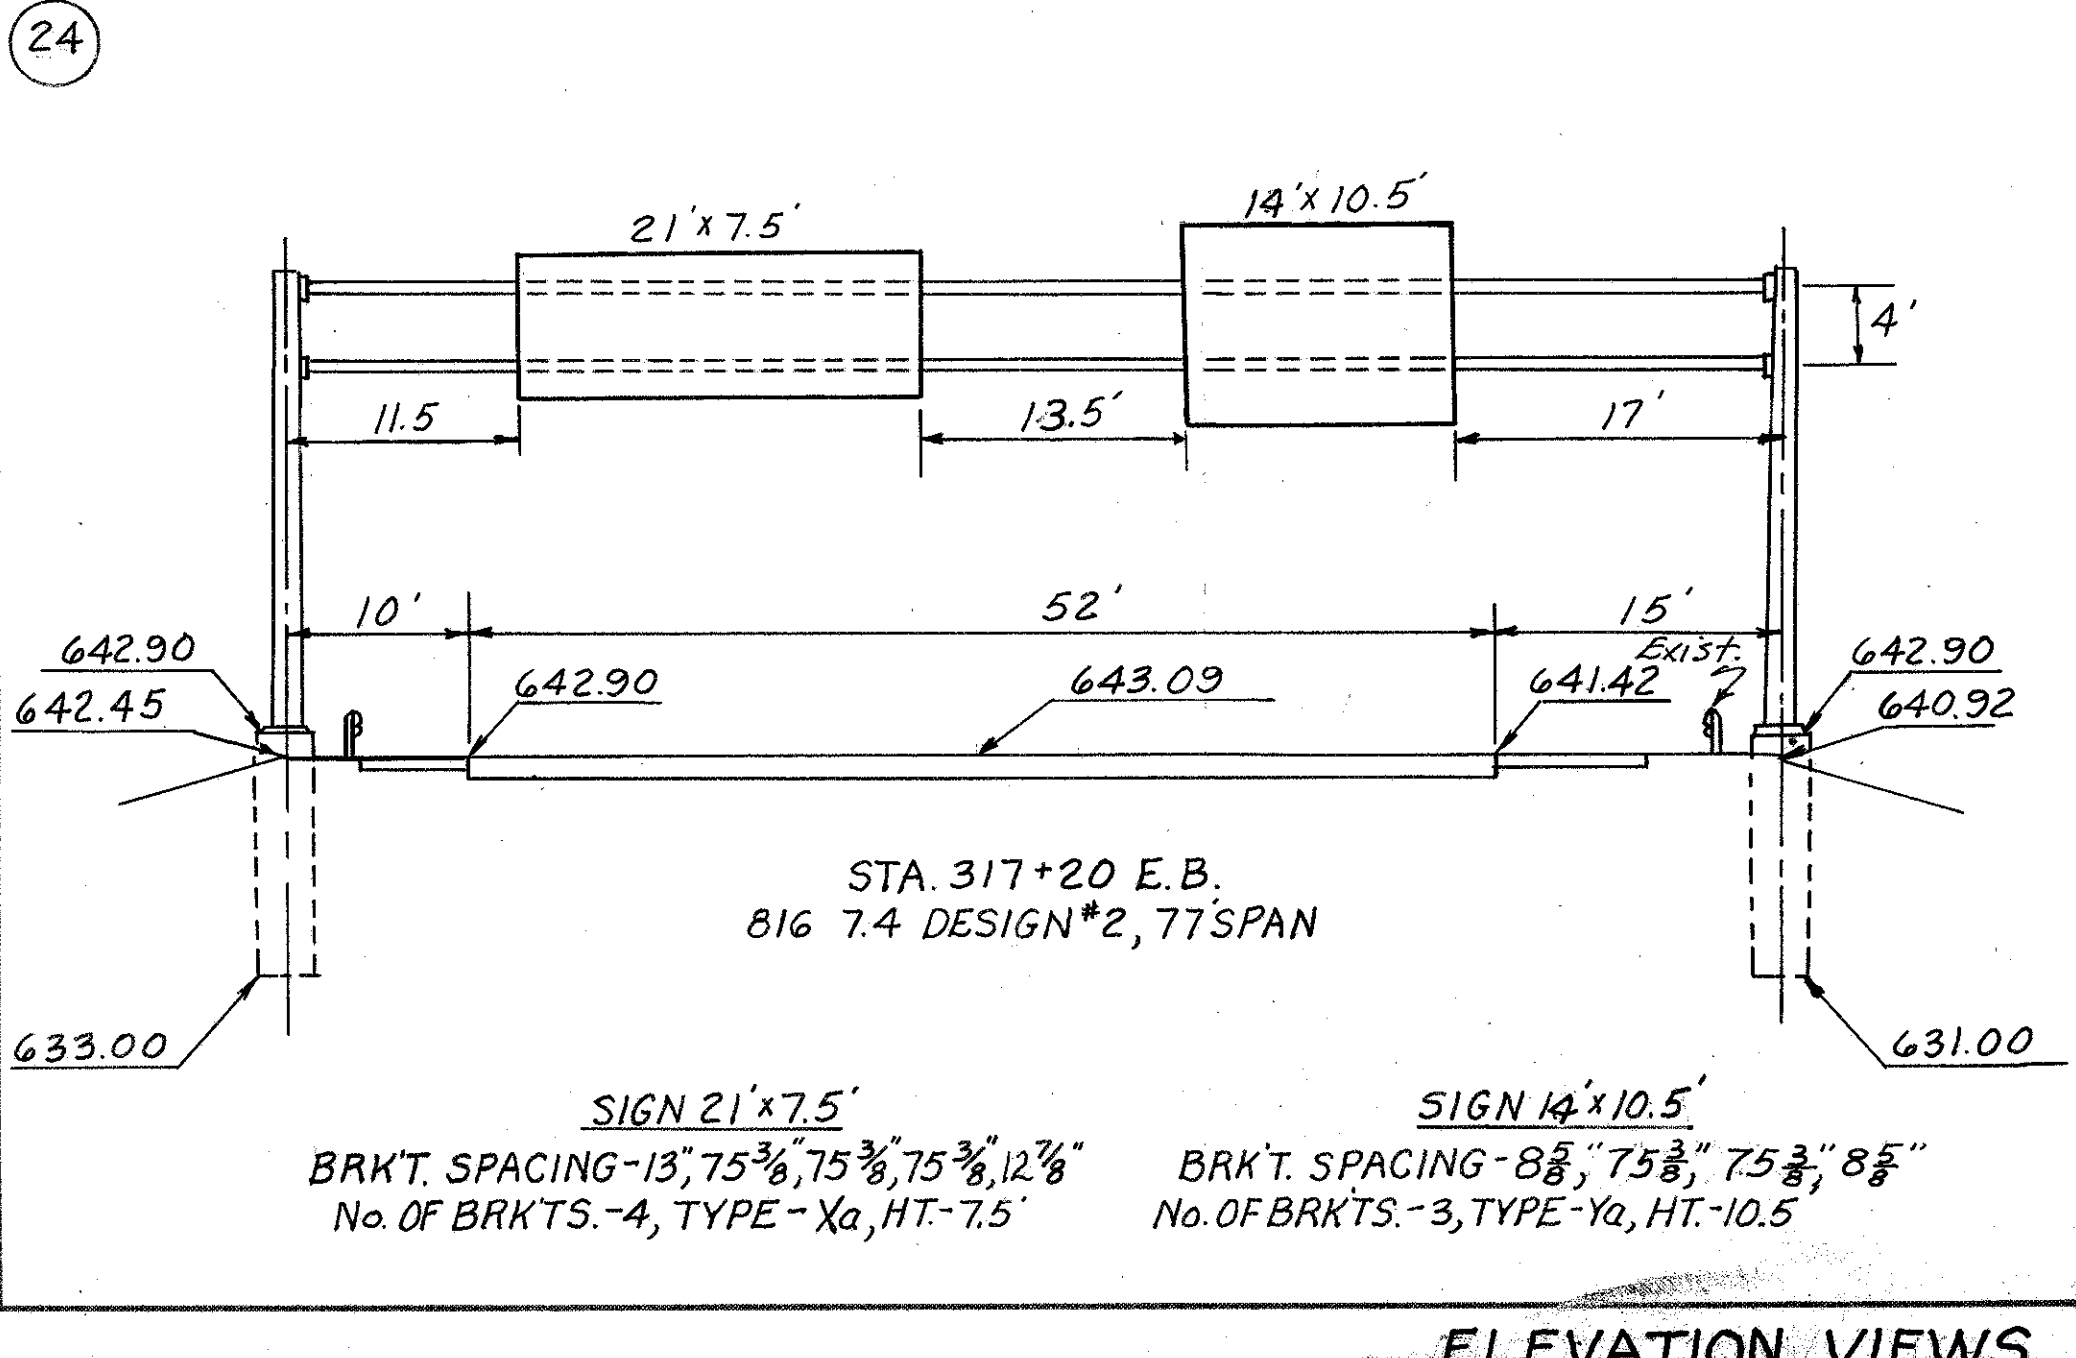 24
21'x7.5'
14'x10.5'
4'
11.5
13.5'
17'
10'
52'
15'
Exist.
642.90
642.45
642.90
643.09
641.42
642.90
640.92
STA. 317+20 E.B.
816 7.4 DESIGN #2, 77' SPAN
633.00
631.00
SIGN 21'x7.5'
BRK'T. SPACING-13", 75 3/8", 75 3/8", 75 3/8", 12 7/8"
No. OF BRK'TS.-4, TYPE-Xa, HT.-7.5'
SIGN 14'x10.5'
BRK'T. SPACING-8 5/8", 75 3/8", 75 3/8", 8 5/8"
No. OF BRK'TS.-3, TYPE-Ya, HT.-10.5
ELEVATION VIEWS